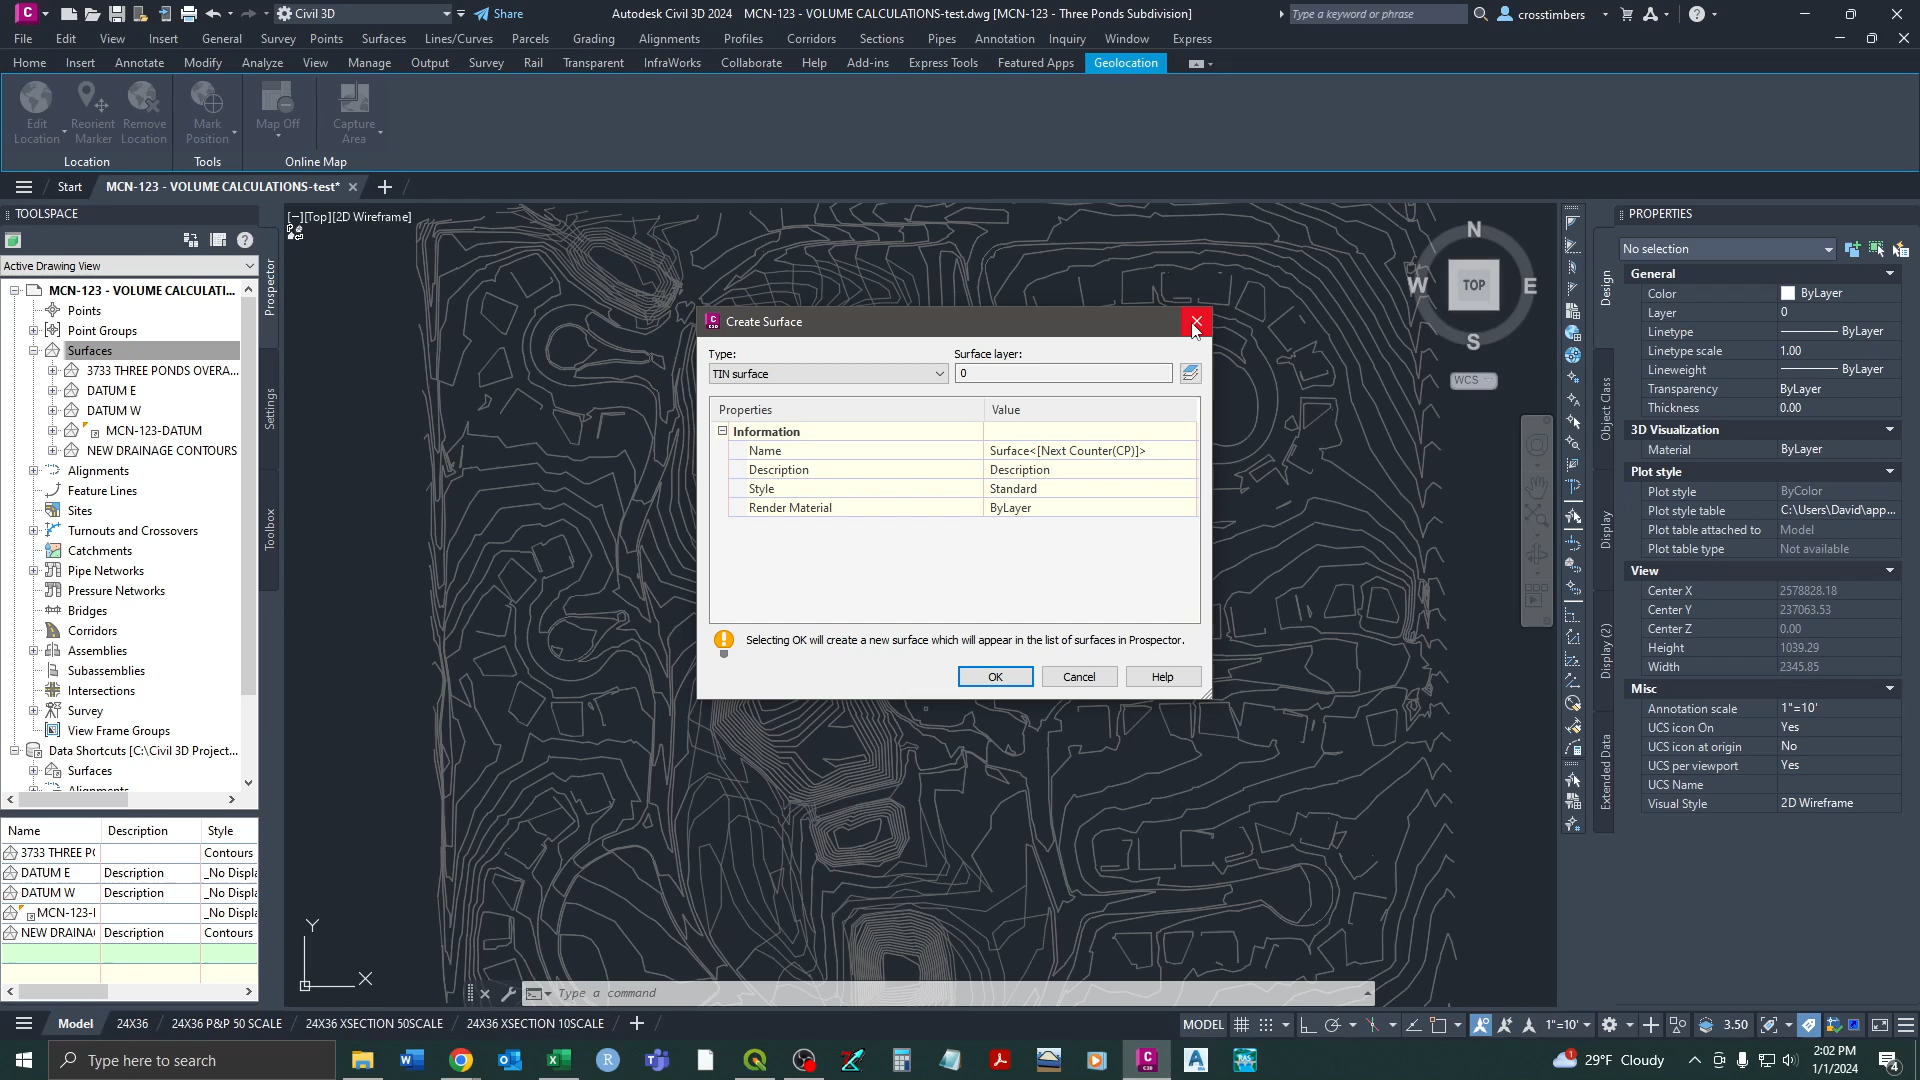 Civil 3D
Share
Autodesk Civil 3D 2024 MCN-123 - VOLUME CALCULATIONS-test.dwg [MCN-123 - Three Ponds Subdivision]
Type a keyword or phrase
crosstimbers
File Edit View Insert General Survey Points Surfaces Lines/Curves Parcels Grading Alignments Profiles Corridors Sections Pipes Annotation Inquiry Window Express
Home Insert Annotate Modify Analyze View Manage Output Survey Rail Transparent InfraWorks Collaborate Help Add-ins Express Tools Featured Apps Geolocation
Edit Location
Reorient Marker
Remove Location
Mark Position
Map Off
Capture Area
Location
Tools
Online Map
Start
MCN-123 - VOLUME CALCULATIONS-test*
TOOLSPACE
Active Drawing View
MCN-123 - VOLUME CALCULATI...
Points
Point Groups
Surfaces
3733 THREE PONDS OVERA...
DATUM E
DATUM W
MCN-123-DATUM
NEW DRAINAGE CONTOURS
Alignments
Feature Lines
Sites
Turnouts and Crossovers
Catchments
Pipe Networks
Pressure Networks
Bridges
Corridors
Assemblies
Subassemblies
Intersections
Survey
View Frame Groups
Data Shortcuts [C:\Civil 3D Project...
Surfaces
Alignments
Prospector
Settings
Toolbox
Name Description Style
3733 THREE P( Contours
DATUM E Description _No Displa
DATUM W Description _No Displa
MCN-123-I _No Displa
NEW DRAINA( Description Contours
[−][Top][2D Wireframe]
Create Surface
Type:
TIN surface
Surface layer:
0
Properties Value
Information
Name Surface<[Next Counter(CP)]>
Description Description
Style Standard
Render Material ByLayer
Selecting OK will create a new surface which will appear in the list of surfaces in Prospector.
OK
Cancel
Help
N
W
TOP
E
S
WCS
Y
X
Type a command
PROPERTIES
No selection
General
Color ByLayer
Layer 0
Linetype ByLayer
Linetype scale 1.00
Lineweight ByLayer
Transparency ByLayer
Thickness 0.00
3D Visualization
Material ByLayer
Plot style
Plot style ByColor
Plot style table C:\Users\David\app...
Plot table attached to Model
Plot table type Not available
View
Center X 2578828.18
Center Y 237063.53
Center Z 0.00
Height 1039.29
Width 2345.85
Misc
Annotation scale 1"=10'
UCS icon On Yes
UCS icon at origin No
UCS per viewport Yes
UCS Name
Visual Style 2D Wireframe
Design
Object Class
Display
Display (2)
Extended Data
Model
24X36
24X36 P&P 50 SCALE
24X36 XSECTION 50SCALE
24X36 XSECTION 10SCALE
MODEL
1"=10'
3.50
Type here to search
29°F Cloudy
2:02 PM
1/1/2024